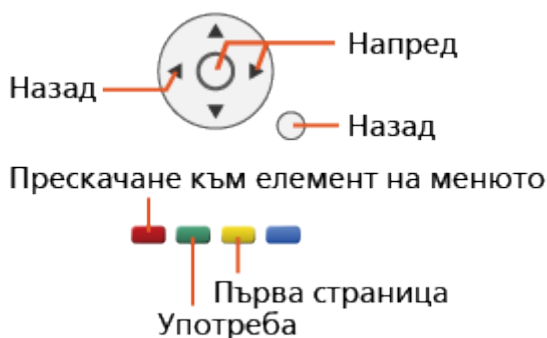 Напред
Назад
Назад
Прескачане към елемент на менюто
Първа страница
Употреба